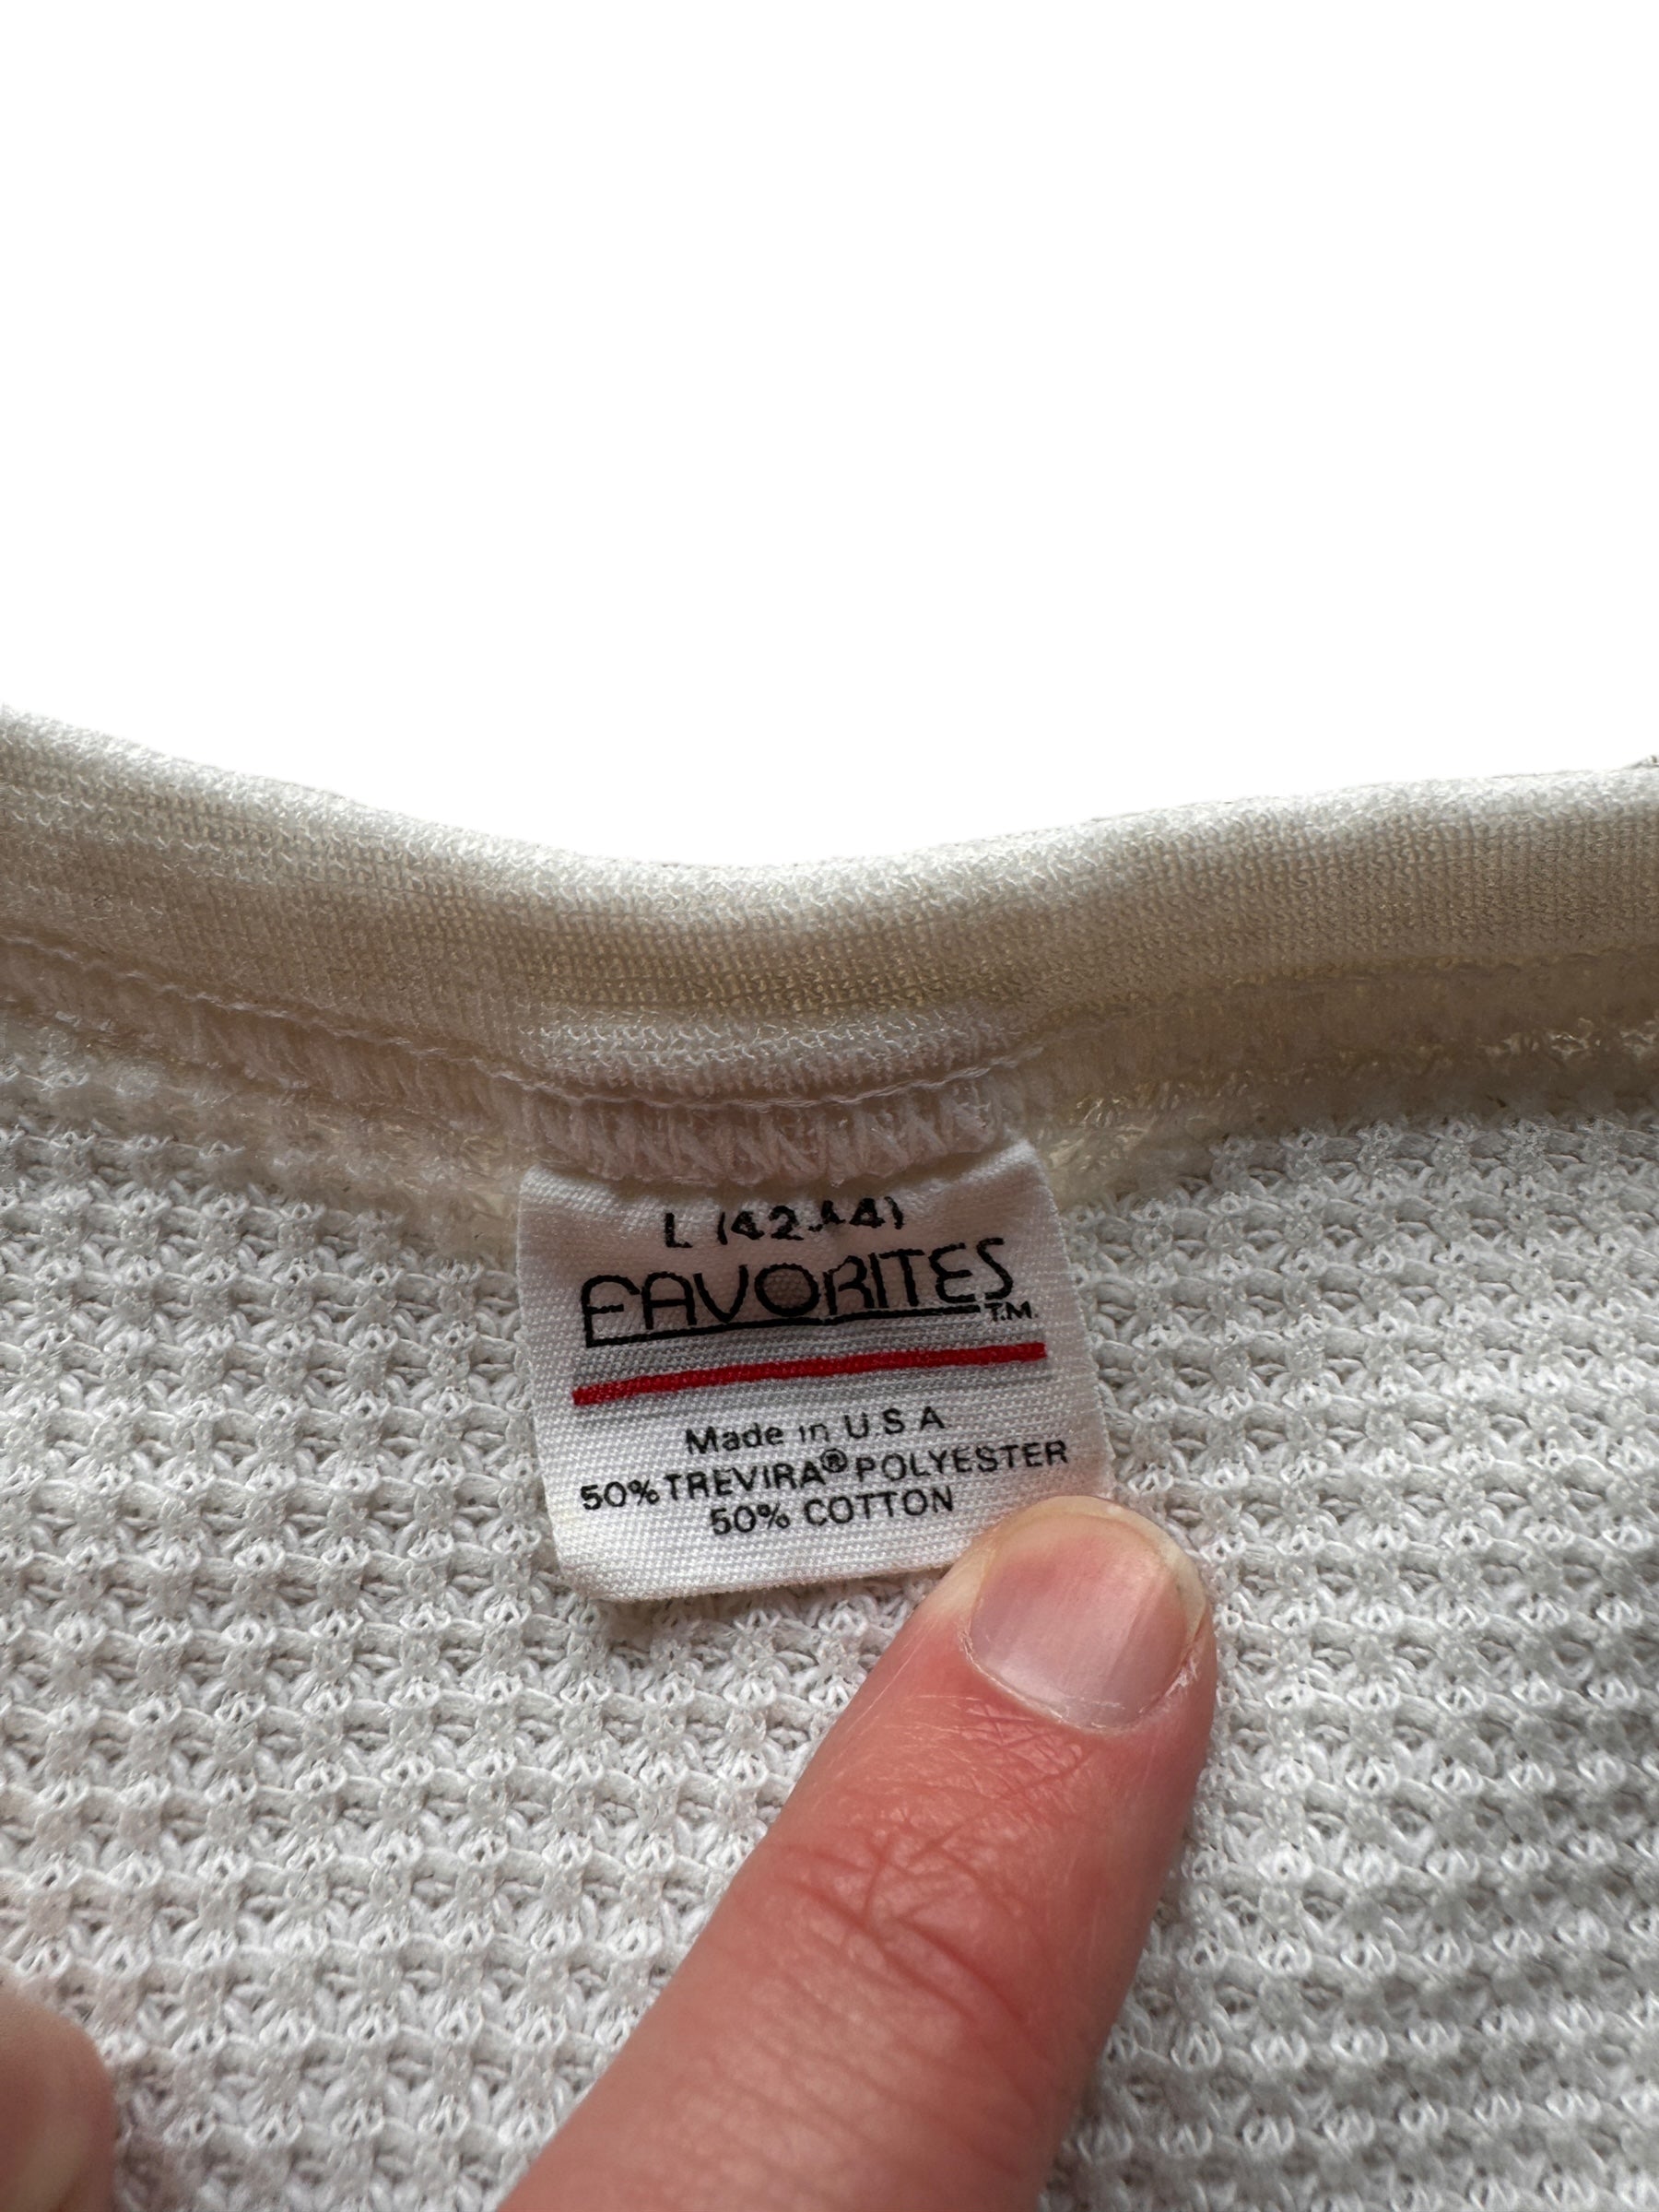 L (42-44)
FAVORITES T.M.
Made in U.S.A
50% TREVIRA® POLYESTER
50% COTTON